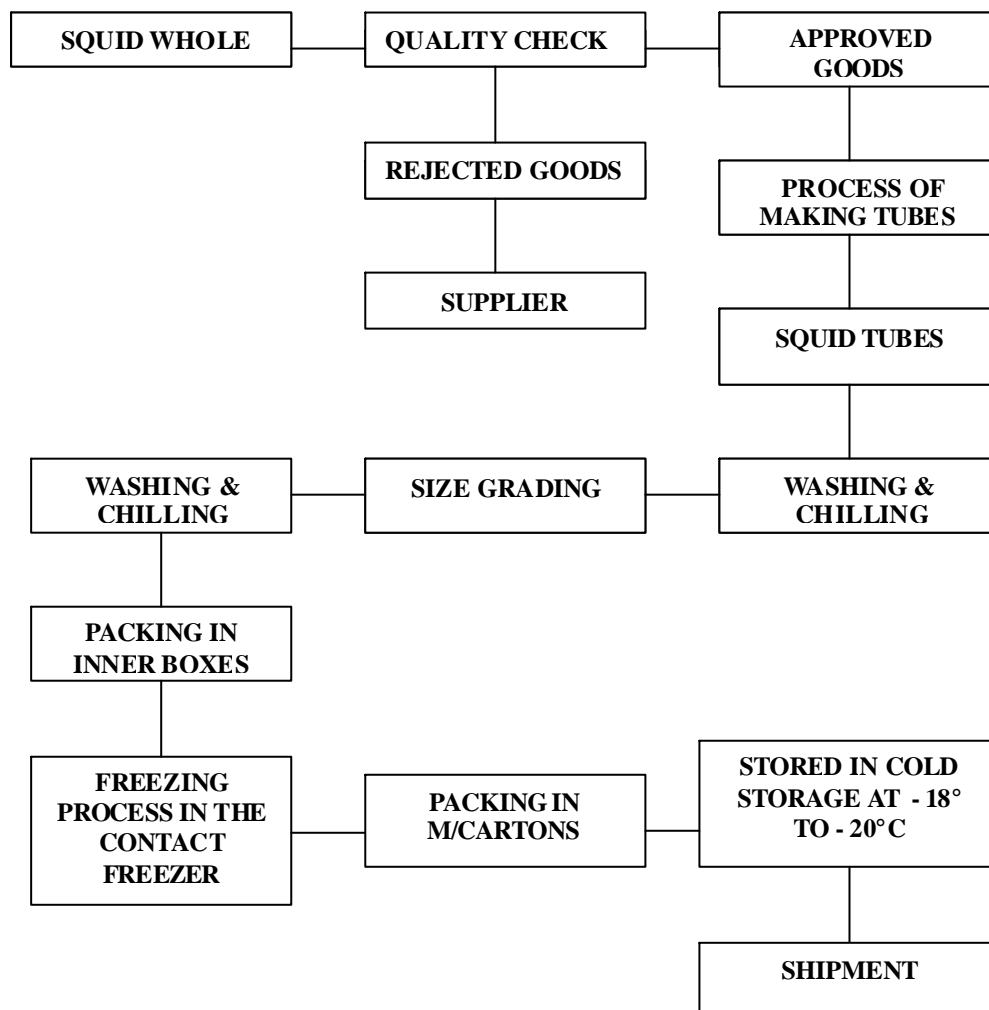 SQUID WHOLE
QUALITY CHECK
APPROVED
GOODS
REJECTED GOODS
PROCESS OF
MAKING TUBES
SUPPLIER
SQUID TUBES
WASHING &
CHILLING
SIZE GRADING
WASHING &
CHILLING
PACKING IN
INNER BOXES
FREEZING
PROCESS IN THE
CONTACT
FREEZER
PACKING IN
M/CARTONS
STORED IN COLD
STORAGE AT - 18°
TO - 20°C
SHIPMENT